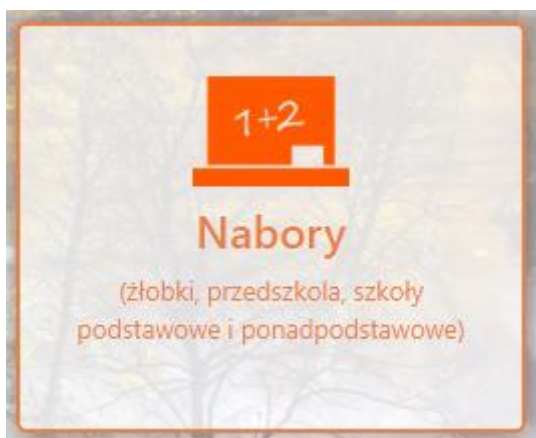 1+2
Nabory
(żłobki, przedszkola, szkoły
podstawowe i ponadpodstawowe)